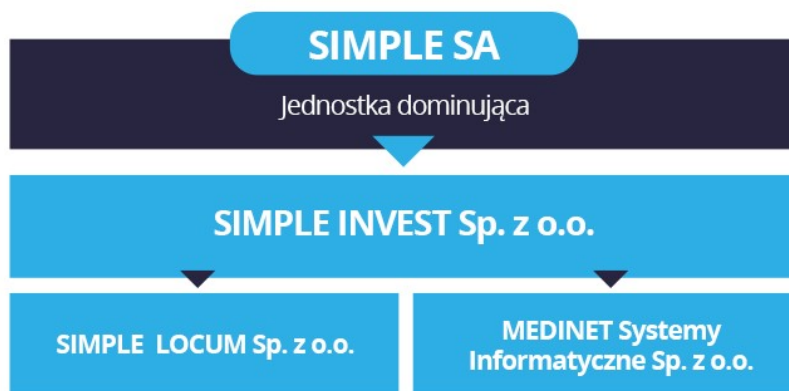 SIMPLE SA
Jednostka dominująca
SIMPLE INVEST Sp. z o.o.
SIMPLE LOCUM Sp. z o.o.
MEDINET Systemy
Informatyczne Sp. z o.o.